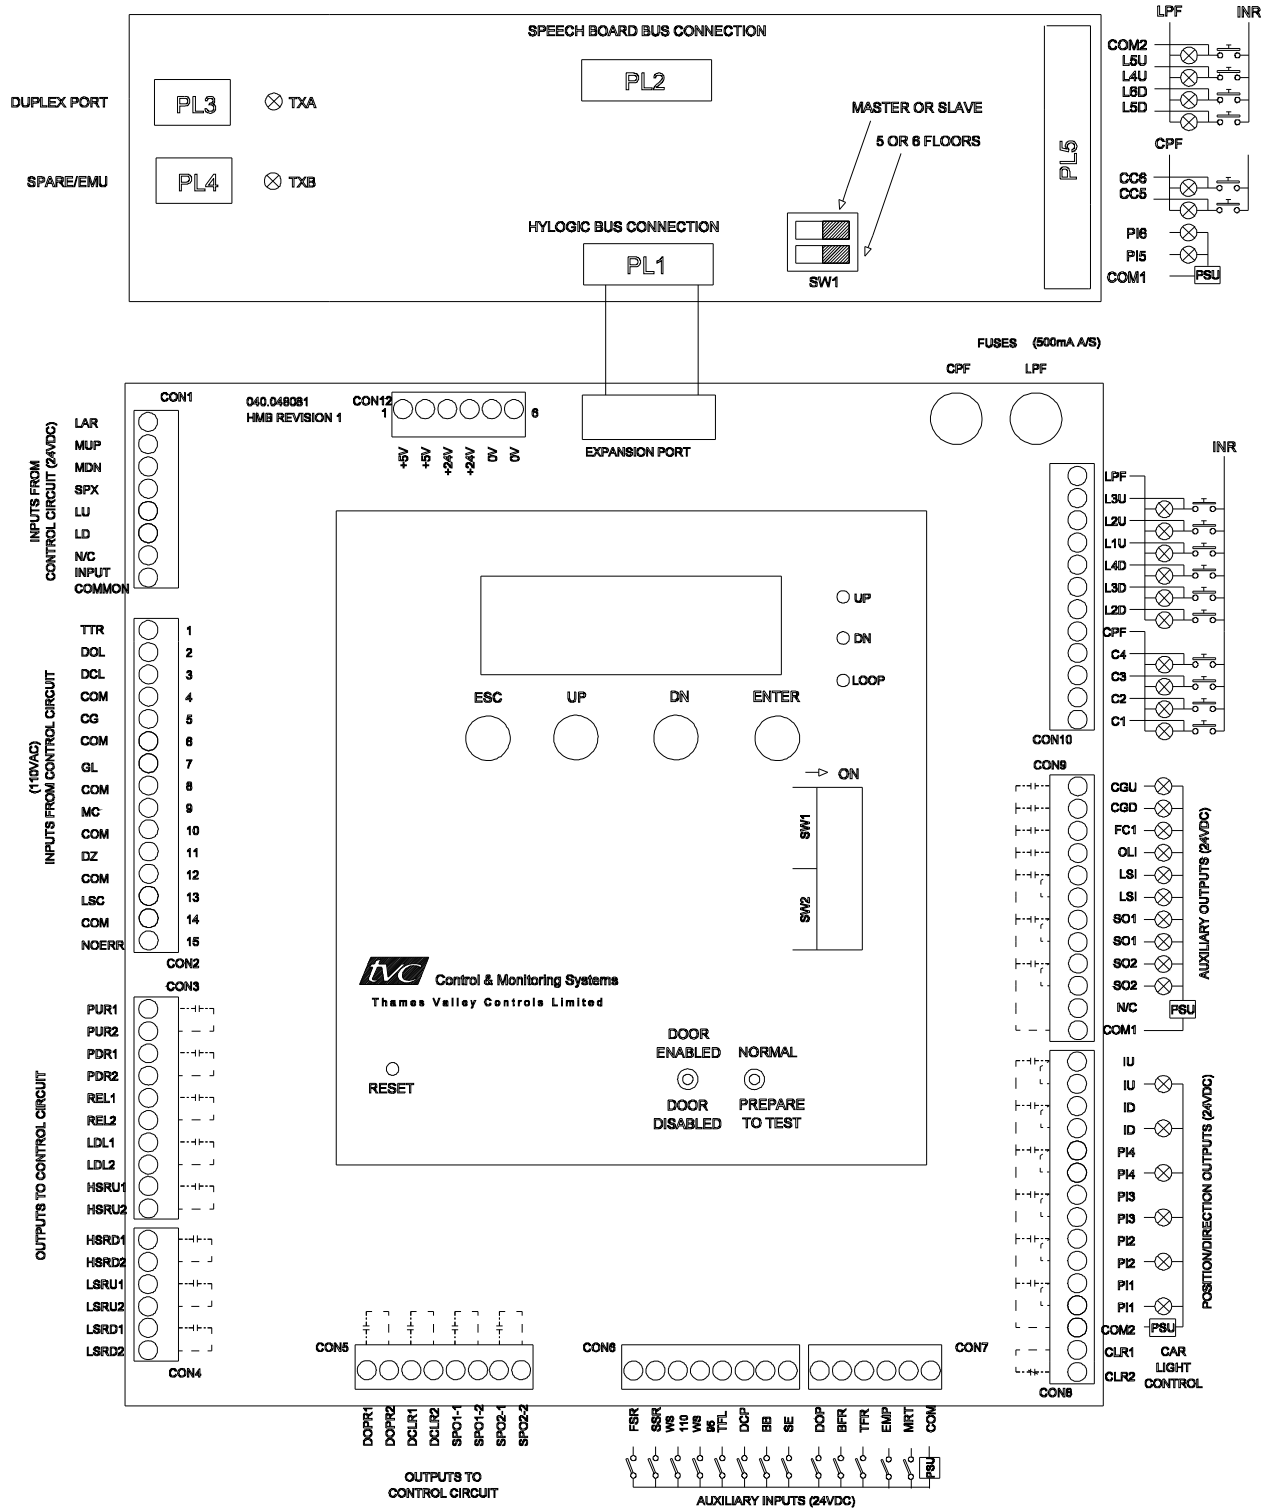 SPEECH BOARD BUS CONNECTION
PL2
DUPLEX PORT
PL3
TXA
SPARE/EMU
PL4
TXB
MASTER OR SLAVE
5 OR 6 FLOORS
HYLOGIC BUS CONNECTION
PL1
SW1
PL5
LPF
INR
COM2
L5U
L4U
L6D
L5D
CPF
CC6
CC5
PI6
PI5
COM1
PSU
FUSES (500mA A/S)
CPF
LPF
CON1
040.048081
HMB REVISION 1
CON12
1
6
+5V
+5V
+24V
+24V
0V
0V
EXPANSION PORT
INPUTS FROM
CONTROL CIRCUIT (24VDC)
LAR
MUP
MDN
SPX
LU
LD
N/C
INPUT
COMMON
(110VAC)
INPUTS FROM CONTROL CIRCUIT
TTR 1
DOL 2
DCL 3
COM 4
CG 5
COM 6
GL 7
COM 8
MC 9
COM 10
DZ 11
COM 12
LSC 13
COM 14
NOERR 15
CON2
CON3
OUTPUTS TO CONTROL CIRCUIT
PUR1
PUR2
PDR1
PDR2
REL1
REL2
LDL1
LDL2
HSRU1
HSRU2
HSRD1
HSRD2
LSRU1
LSRU2
LSRD1
LSRD2
CON4
UP
DN
LOOP
ESC
UP
DN
ENTER
ON
SW1
SW2
tvc
Control & Monitoring Systems
Thames Valley Controls Limited
RESET
DOOR
ENABLED
NORMAL
DOOR
DISABLED
PREPARE
TO TEST
INR
LPF
L3U
L2U
L1U
L4D
L3D
L2D
CPF
C4
C3
C2
C1
CON10
CON9
CGU
CGD
FC1
OLI
LSI
LSI
SO1
SO1
SO2
SO2
N/C
COM1
PSU
AUXILIARY OUTPUTS (24VDC)
IU
IU
ID
ID
PI4
PI4
PI3
PI3
PI2
PI2
PI1
PI1
COM2
PSU
CLR1
CLR2
CAR
LIGHT
CONTROL
POSITION/DIRECTION OUTPUTS (24VDC)
CON8
CON5
DOPR1
DOPR2
DCLR1
DCLR2
SPO1-1
SPO1-2
SPO2-1
SPO2-2
OUTPUTS TO
CONTROL CIRCUIT
CON6
CON7
FSR
SSR
WS
110
WS
95
TFL
DCP
BB
SE
DOP
BFR
TFR
EMP
MRT
COM
PSU
AUXILIARY INPUTS (24VDC)